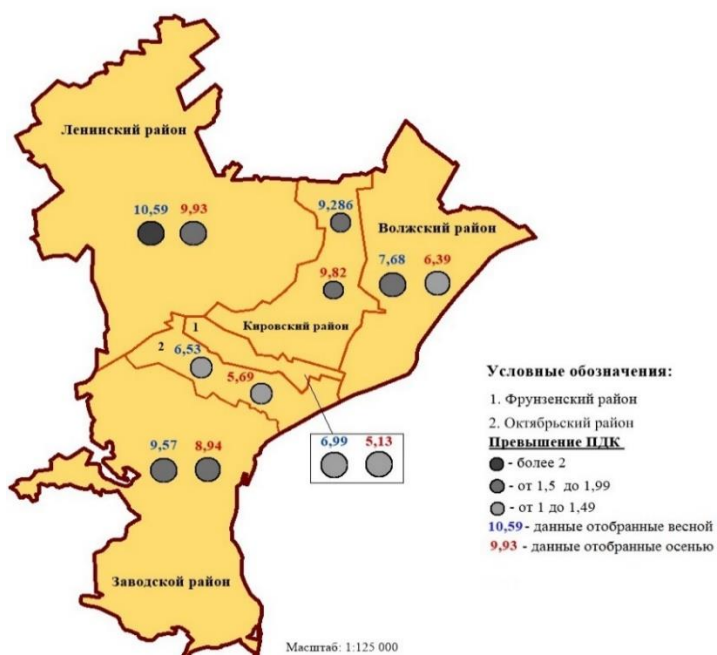 Ленинский район
10,59 9,93
9,286
Волжский район
7,68 6,39
9,82
1
Кировский район
2
6,53
5,69
6,99 5,13
9,57 8,94
Заводской район
Условные обозначения:
1. Фрунзенский район
2. Октябрьский район
Превышение ПДК
- более 2
- от 1,5 до 1,99
- от 1 до 1,49
10,59 - данные отобранные весной
9,93 - данные отобранные осенью
Масштаб: 1:125 000